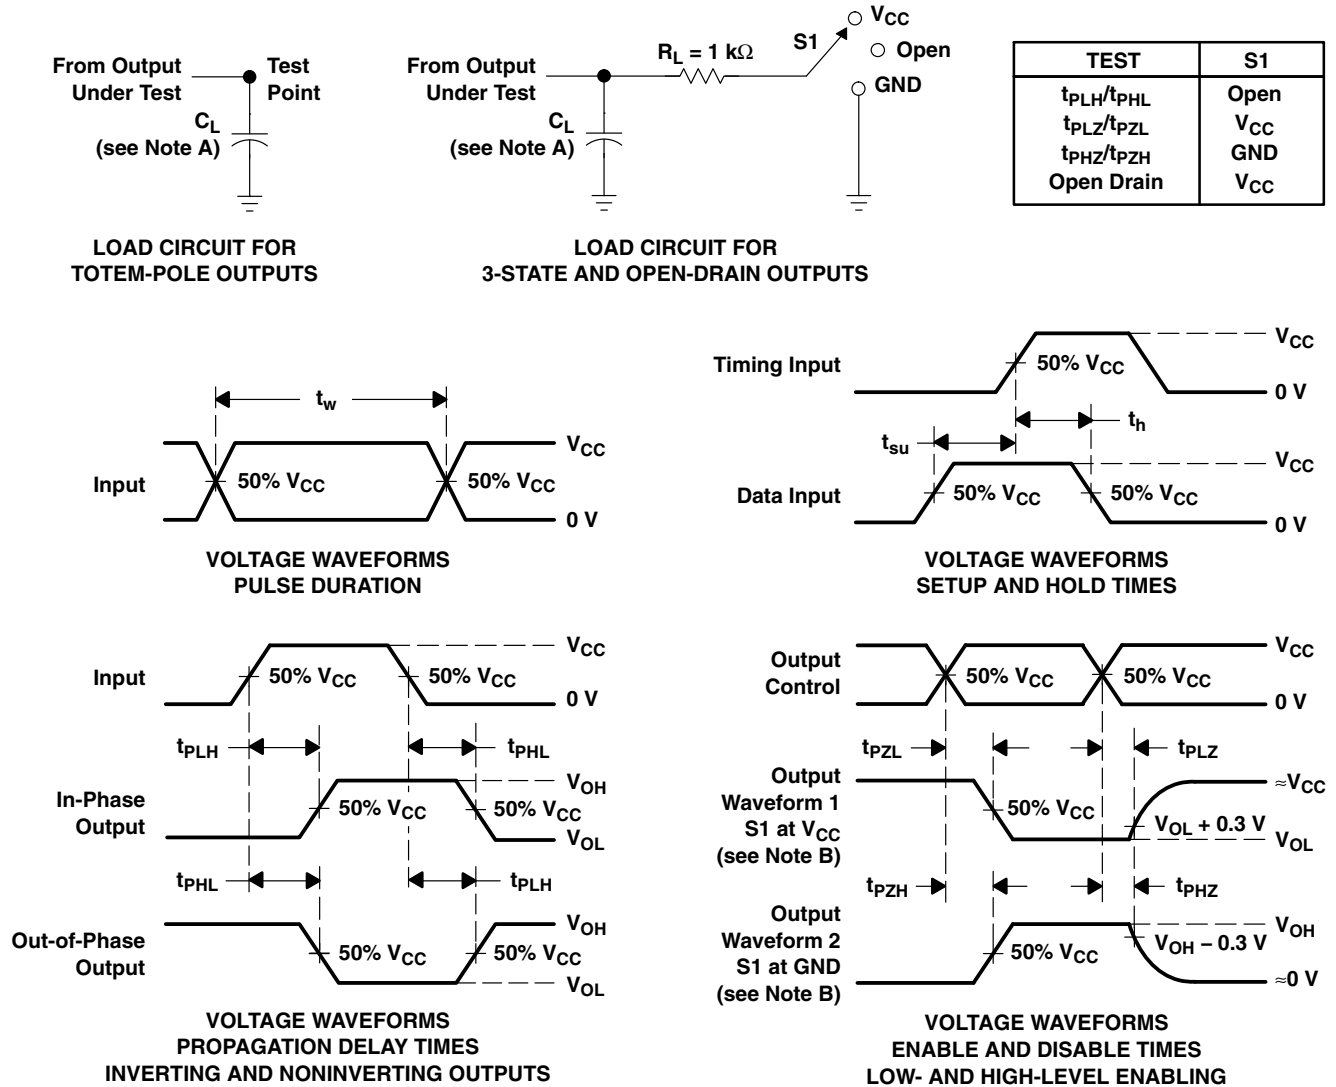 From Output
Under Test
Test
Point
CL
(see Note A)
LOAD CIRCUIT FOR
TOTEM-POLE OUTPUTS
From Output
Under Test
CL
(see Note A)
RL = 1 kΩ
S1
VCC
Open
GND
LOAD CIRCUIT FOR
3-STATE AND OPEN-DRAIN OUTPUTS
TEST S1
tPLH/tPHL Open
tPLZ/tPZL VCC
tPHZ/tPZH GND
Open Drain VCC
tw
Input
50% VCC
50% VCC
VCC
0 V
VOLTAGE WAVEFORMS
PULSE DURATION
Timing Input
50% VCC
VCC
0 V
tsu
th
Data Input
50% VCC
50% VCC
VCC
0 V
VOLTAGE WAVEFORMS
SETUP AND HOLD TIMES
Input
50% VCC
50% VCC
VCC
0 V
tPLH
tPHL
In-Phase
Output
50% VCC
50% VCC
VOH
VOL
tPHL
tPLH
Out-of-Phase
Output
50% VCC
50% VCC
VOH
VOL
VOLTAGE WAVEFORMS
PROPAGATION DELAY TIMES
INVERTING AND NONINVERTING OUTPUTS
Output
Control
50% VCC
50% VCC
VCC
0 V
tPZL
tPLZ
Output
Waveform 1
S1 at VCC
(see Note B)
50% VCC
VOL + 0.3 V
≈VCC
VOL
tPZH
tPHZ
Output
Waveform 2
S1 at GND
(see Note B)
50% VCC
VOH − 0.3 V
VOH
≈0 V
VOLTAGE WAVEFORMS
ENABLE AND DISABLE TIMES
LOW- AND HIGH-LEVEL ENABLING